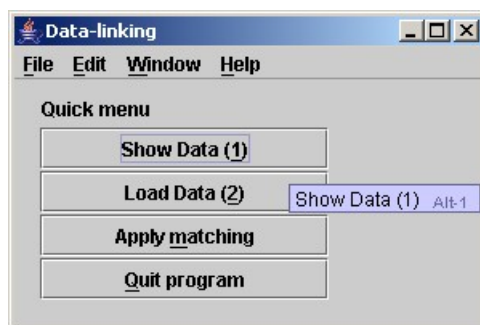 Data-linking
File Edit Window Help
Quick menu
Show Data (1)
Load Data (2)
Show Data (1) Alt-1
Apply matching
Quit program